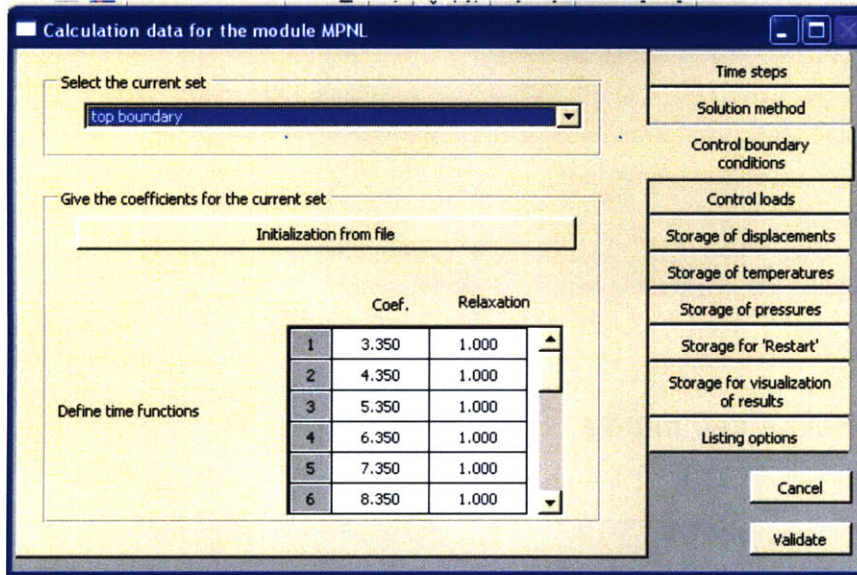 Calculation data for the module MPNL
Select the current set
top boundary
Give the coefficients for the current set
Initialization from file
Coef. Relaxation
1 3.350 1.000
2 4.350 1.000
3 5.350 1.000
4 6.350 1.000
5 7.350 1.000
6 8.350 1.000
Define time functions
Time steps
Solution method
Control boundary
conditions
Control loads
Storage of displacements
Storage of temperatures
Storage of pressures
Storage for 'Restart'
Storage for visualization
of results
Listing options
Cancel
Validate